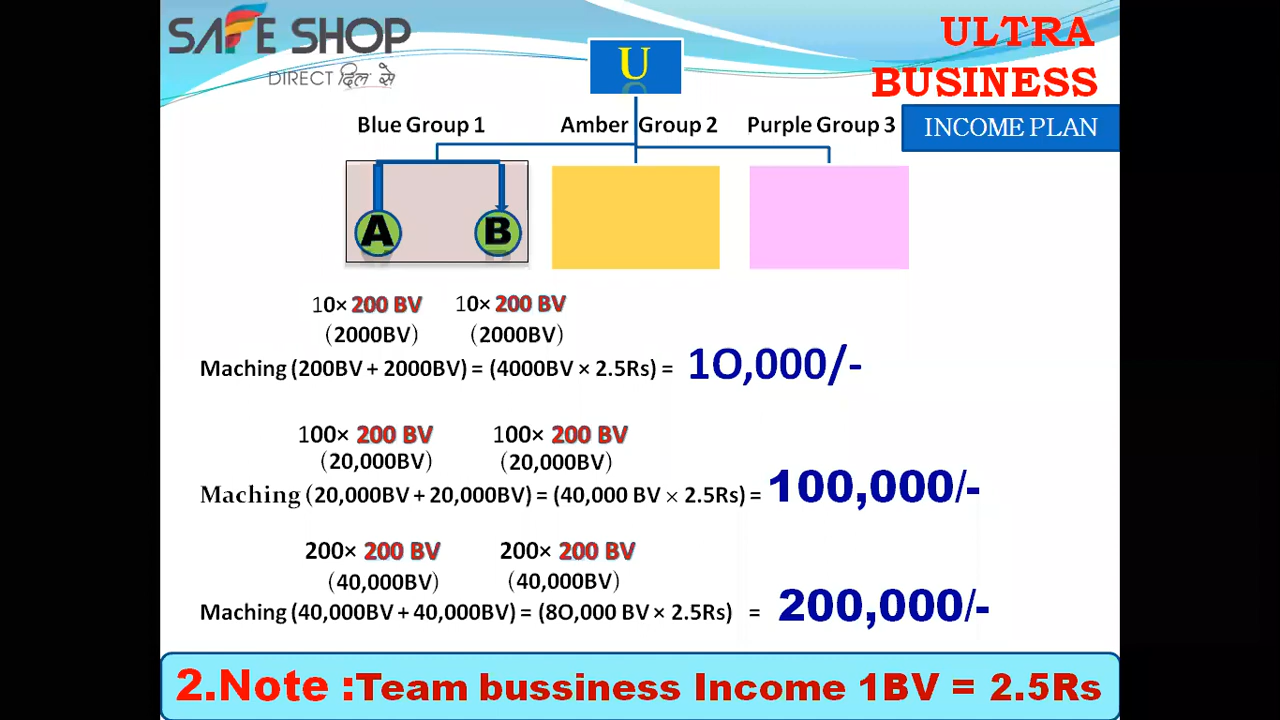 SAFE SHOP
DIRECT दिल से
ULTRA
BUSINESS
INCOME PLAN
U
Blue Group 1
Amber Group 2
Purple Group 3
A
B
10× 200 BV 10× 200 BV
(2000BV) (2000BV)
Maching (200BV + 2000BV) = (4000BV × 2.5Rs) = 1O,000/-
100× 200 BV 100× 200 BV
(20,000BV) (20,000BV)
Maching (20,000BV + 20,000BV) = (40,000 BV × 2.5Rs) = 100,000/-
200× 200 BV 200× 200 BV
(40,000BV) (40,000BV)
Maching (40,000BV + 40,000BV) = (8O,000 BV × 2.5Rs) = 200,000/-
2.Note :Team bussiness Income 1BV = 2.5Rs